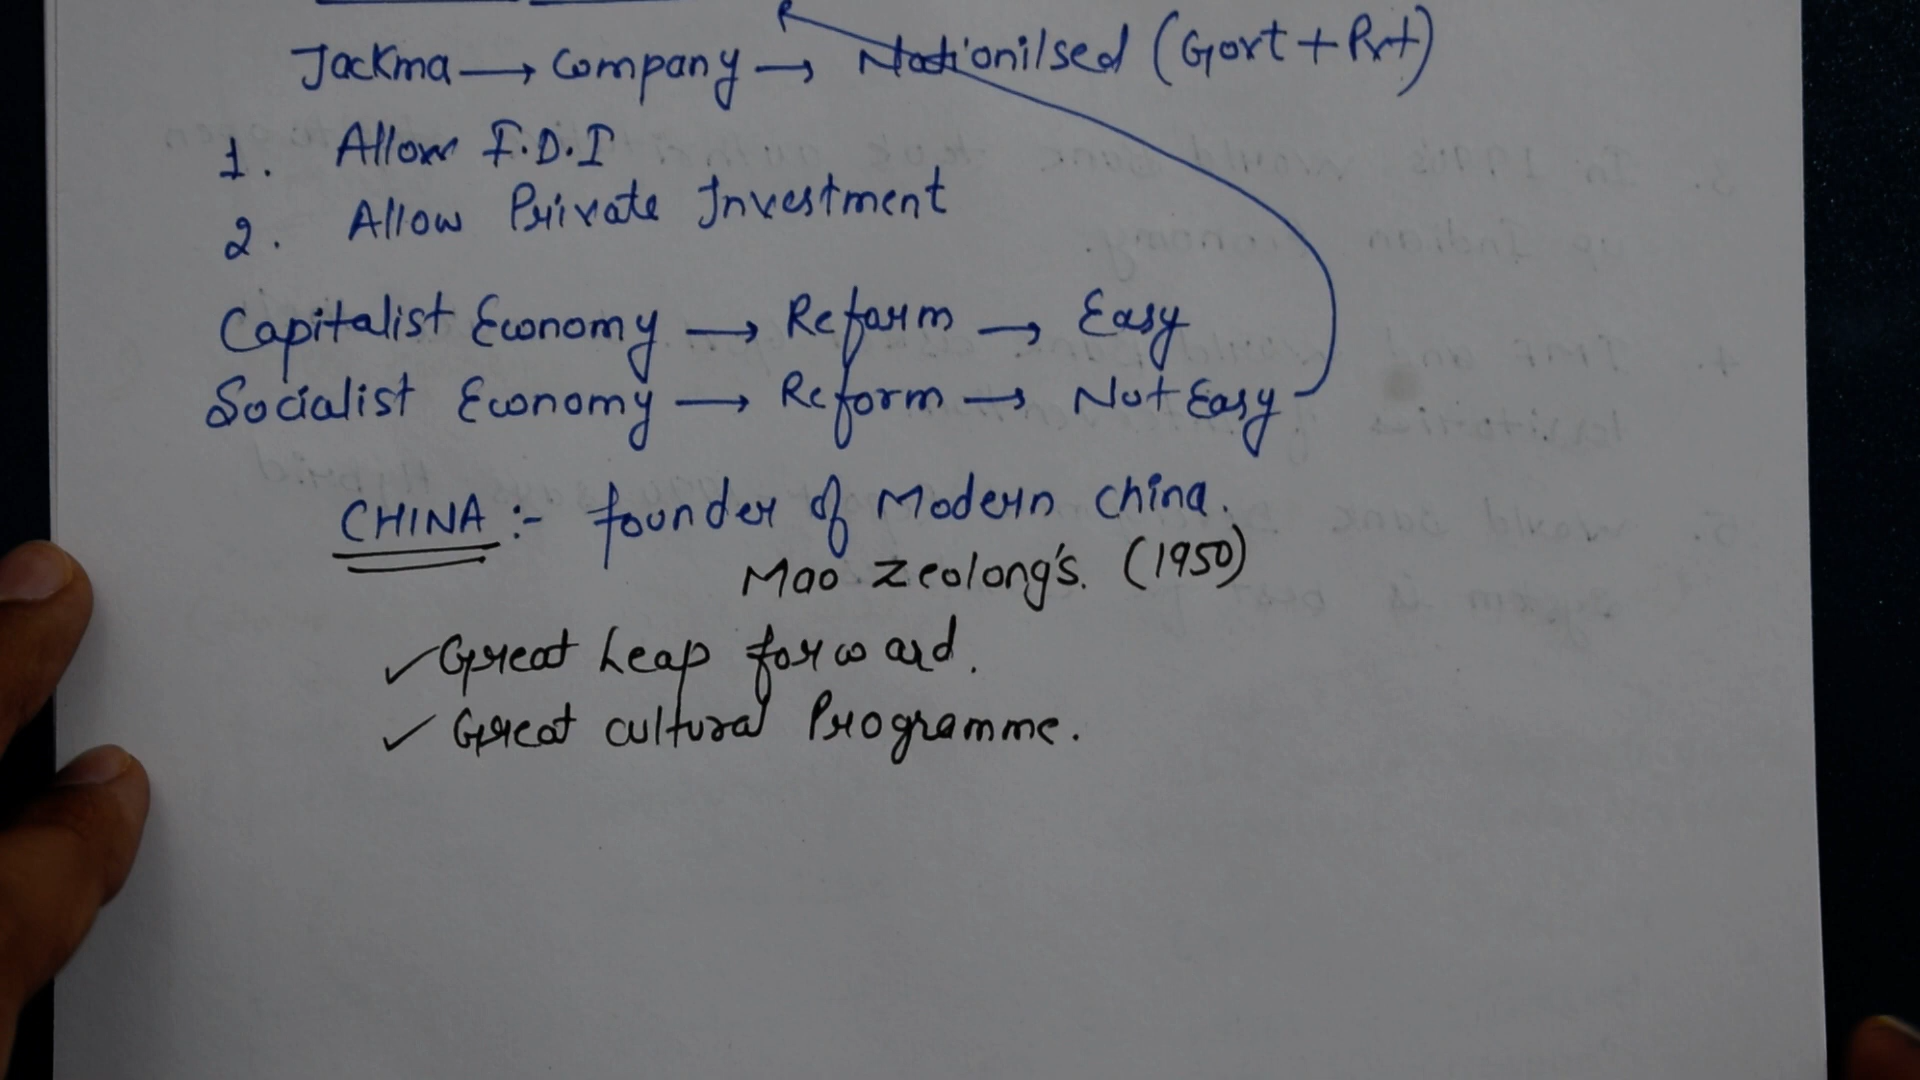 Jackma → Company → Nationilsed (Govt + Pvt)
1. Allow F.D.I
2. Allow Private Investment
Capitalist Economy → Reform → Easy
Socialist Economy → Reform → Not Easy
CHINA :- founder of Modern China.
Mao Zeolong's. (1950)
✓ Great Leap forward.
✓ Great cultural Programme.